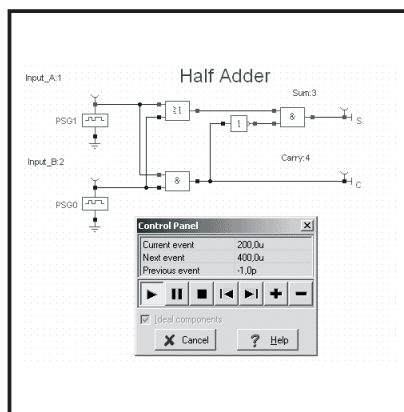 Half Adder
Input_A:1
PSG1
Input_B:2
PSG0
≥1
1
&
&
Sum:3
S
Carry:4
C
Control Panel
Current event 200,0u
Next event 400,0u
Previous event -1,0p
Ideal components
Cancel
? Help